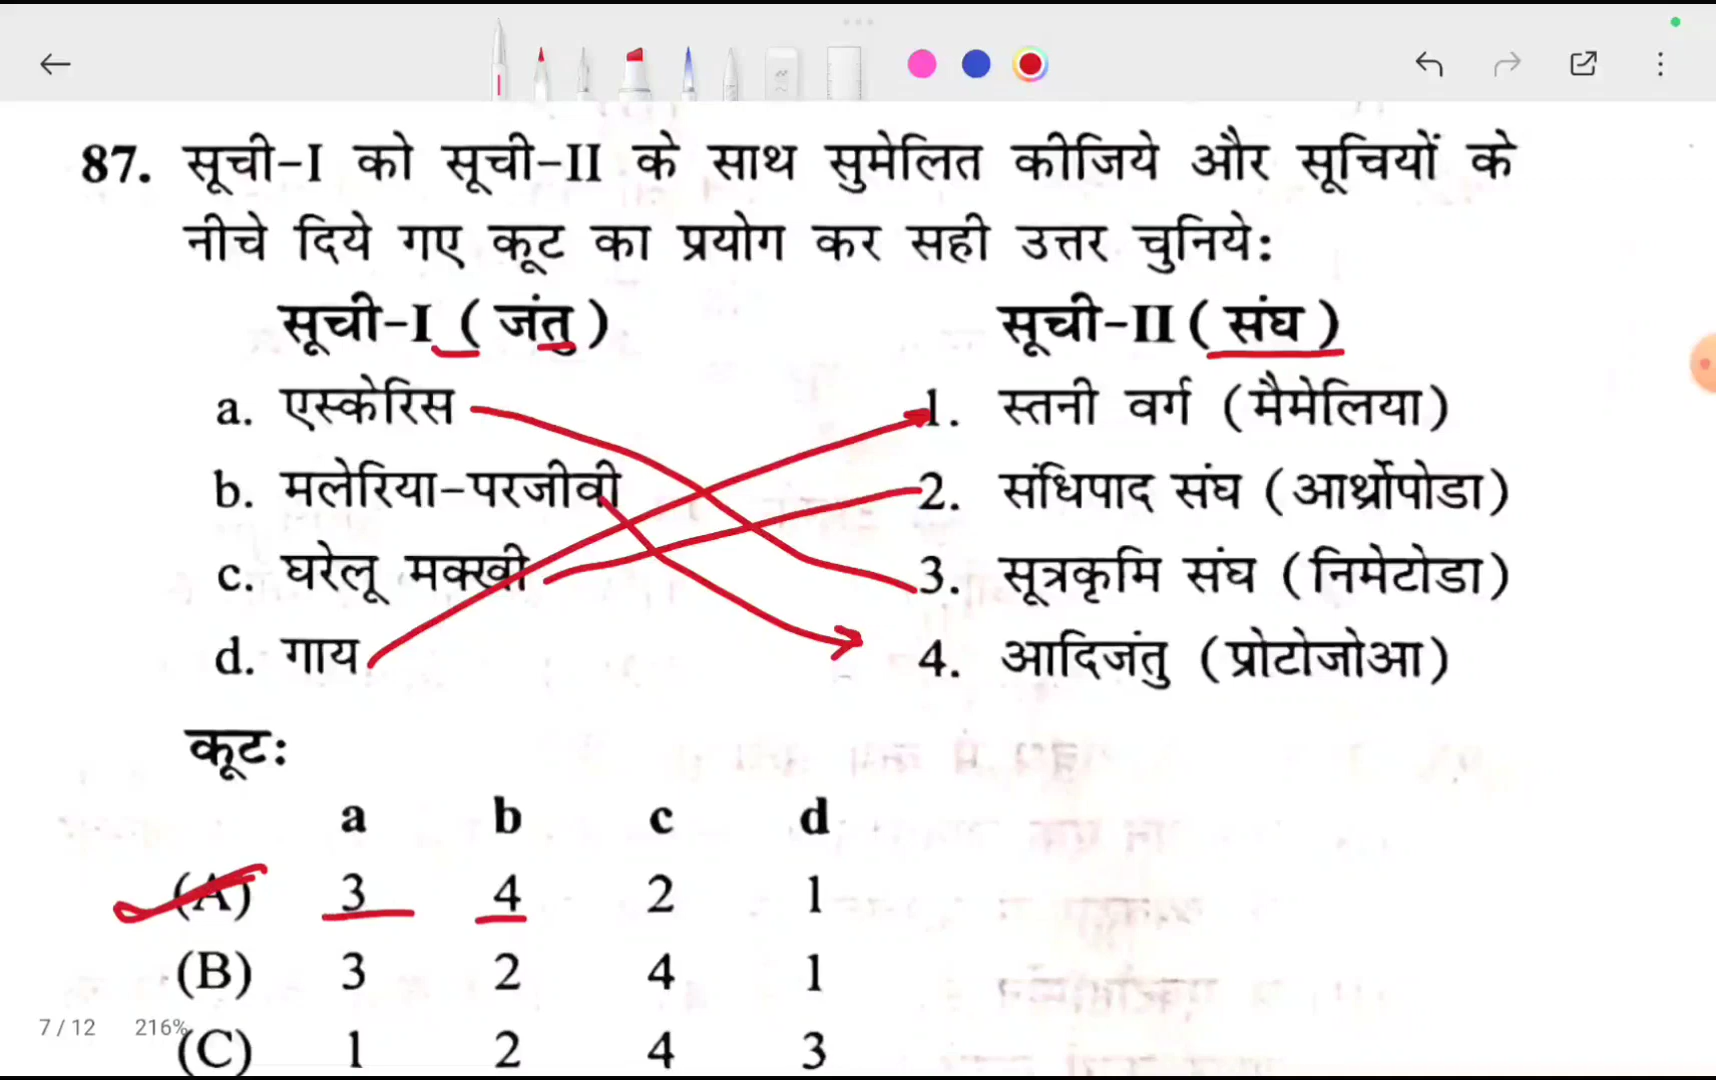 87. सूची-I को सूची-II के साथ सुमेलित कीजिये और सूचियों के
नीचे दिये गए कूट का प्रयोग कर सही उत्तर चुनिये:
सूची-I (जंतु) सूची-II (संघ)
a. एस्केरिस 1. स्तनी वर्ग (मैमेलिया)
b. मलेरिया-परजीवी 2. संधिपाद संघ (आर्थ्रोपोडा)
c. घरेलू मक्खी 3. सूत्रकृमि संघ (निमेटोडा)
d. गाय 4. आदिजंतु (प्रोटोजोआ)
कूट:
a b c d
(A) 3 4 2 1
(B) 3 2 4 1
(C) 1 2 4 3
7 / 12 216%